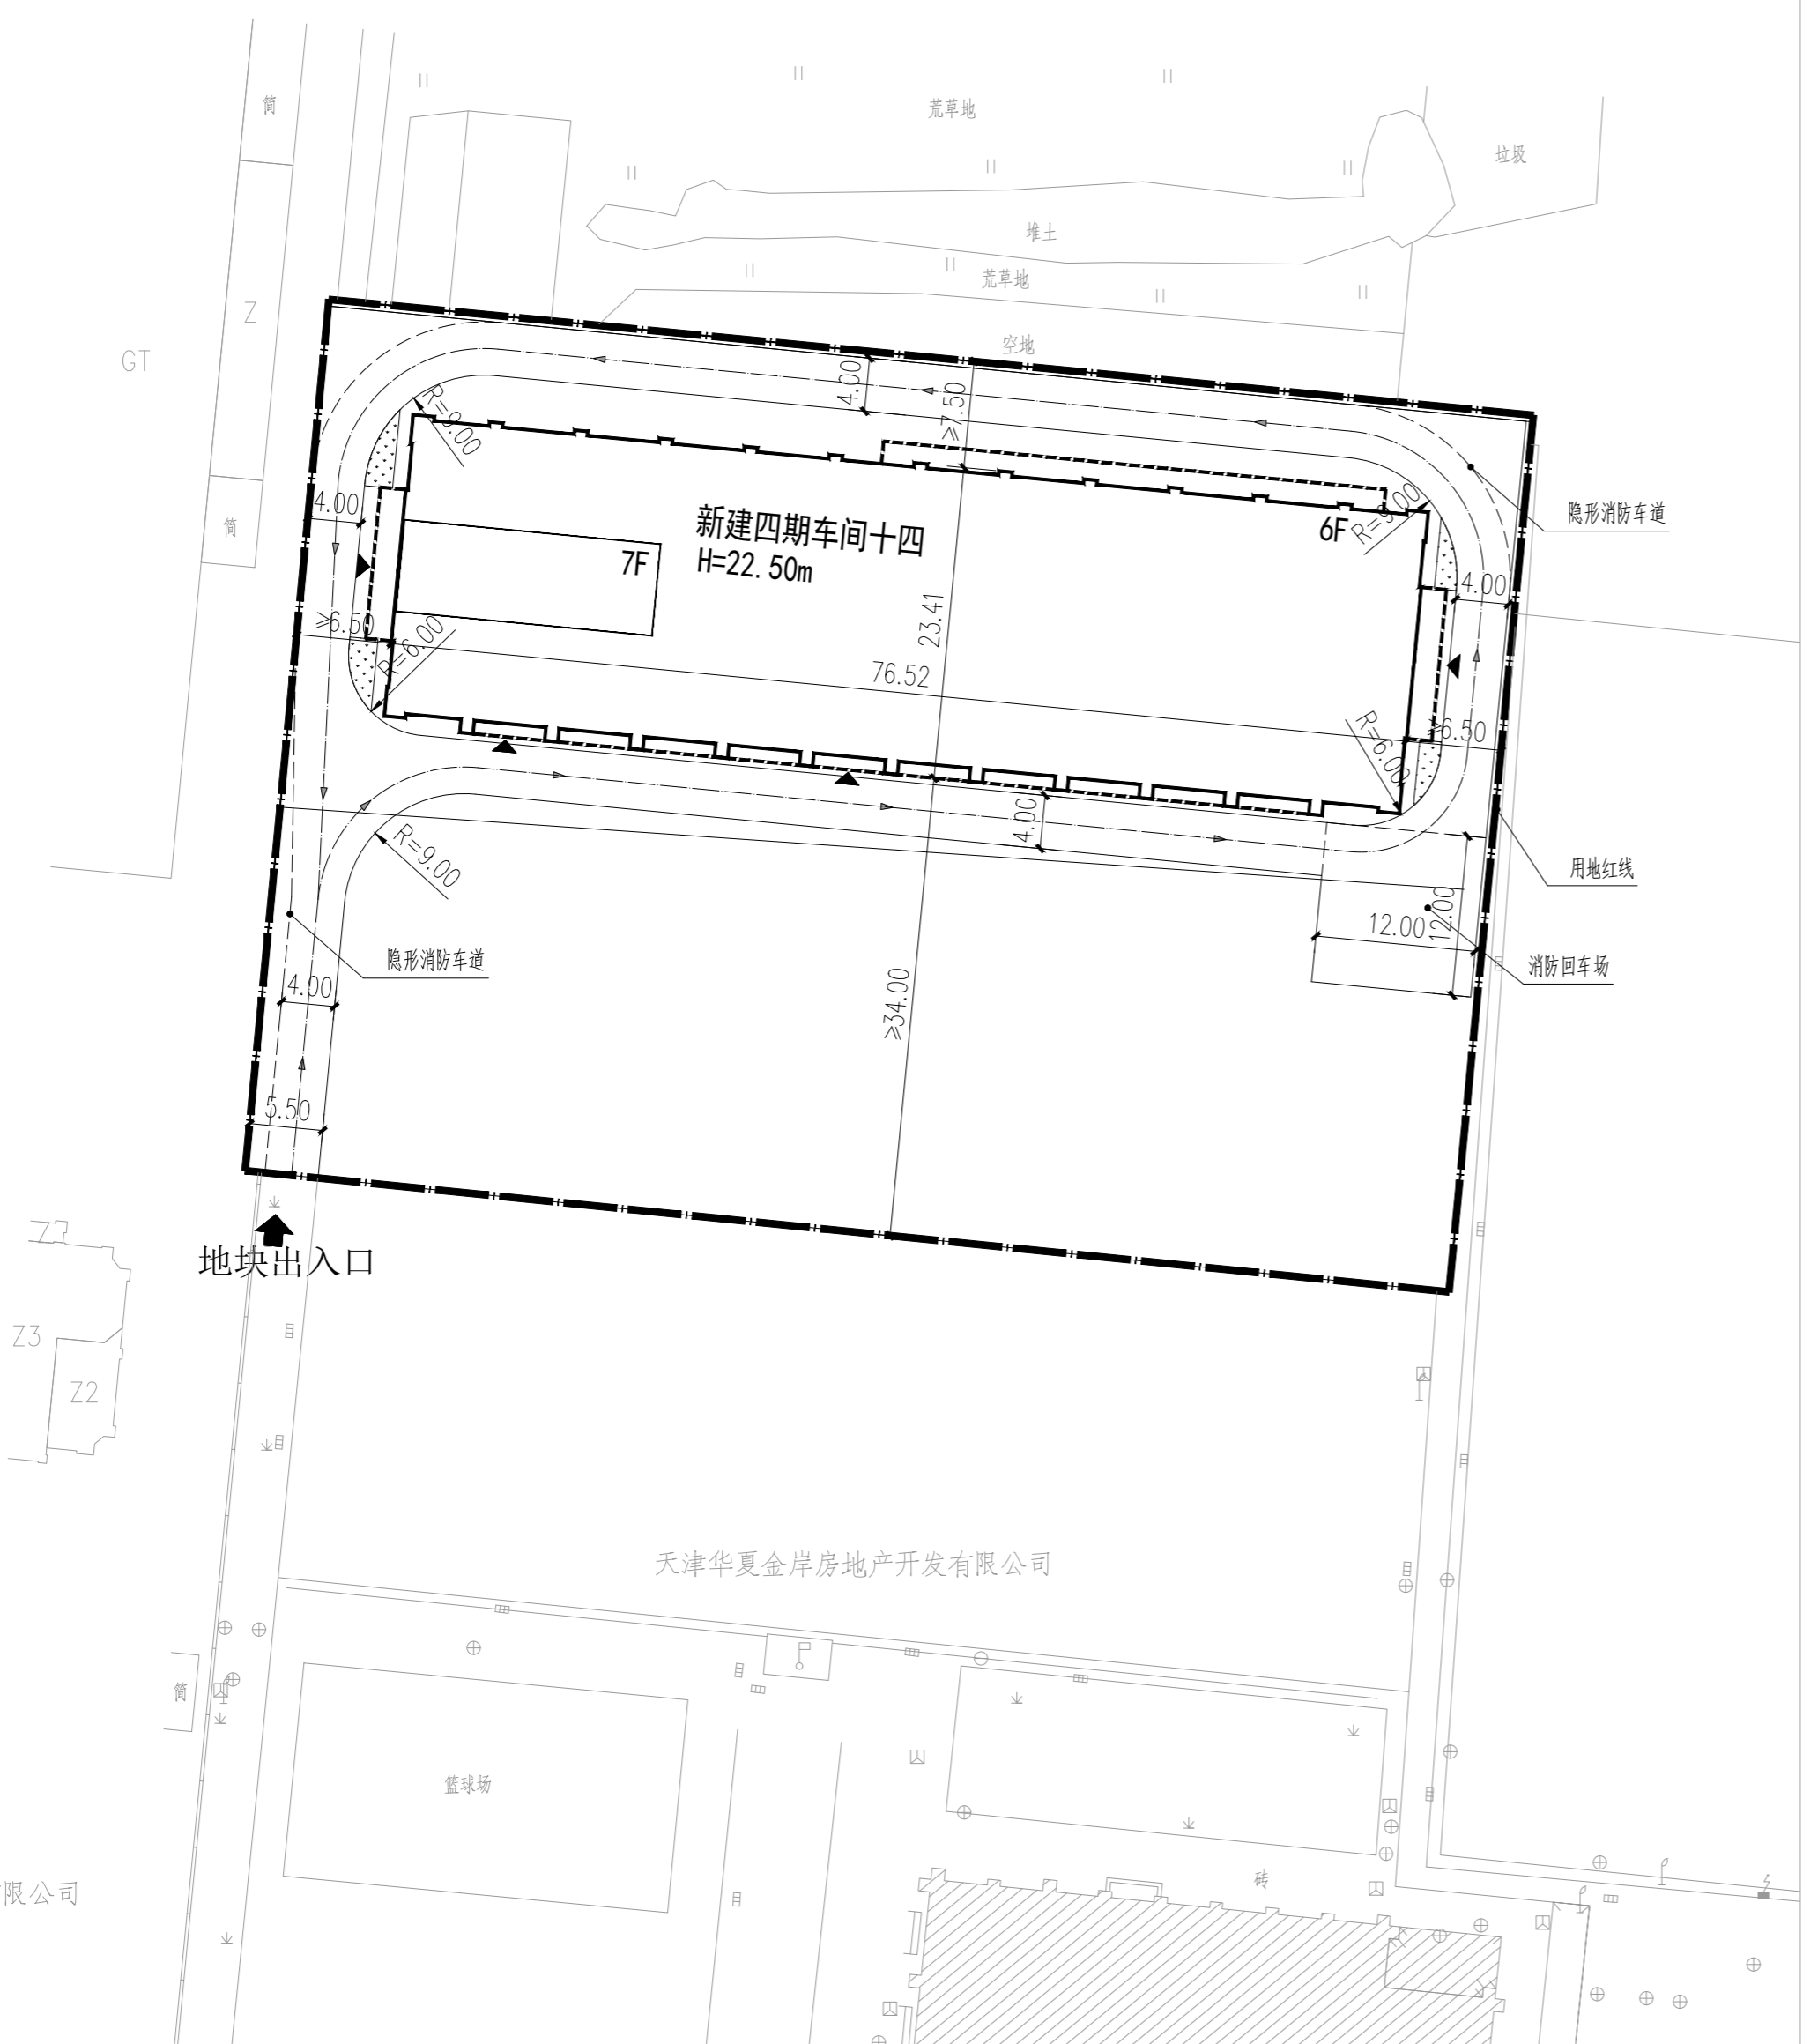 筒
荒草地
垃圾
堆土
荒草地
Z
空地
GT
4.00
≥7.50
R=9.00
R=9.00
隐形消防车道
4.00
筒
新建四期车间十四
6F
H=22.50m
7F
4.00
≥6.50
R=6.00
23.41
76.52
≥6.50
R=6.00
4.00
R=9.00
用地红线
12.00
12.00
隐形消防车道
消防回车场
4.00
≥34.00
5.50
地块出入口
Z
Z3
Z2
天津华夏金岸房地产开发有限公司
筒
篮球场
砖
限公司